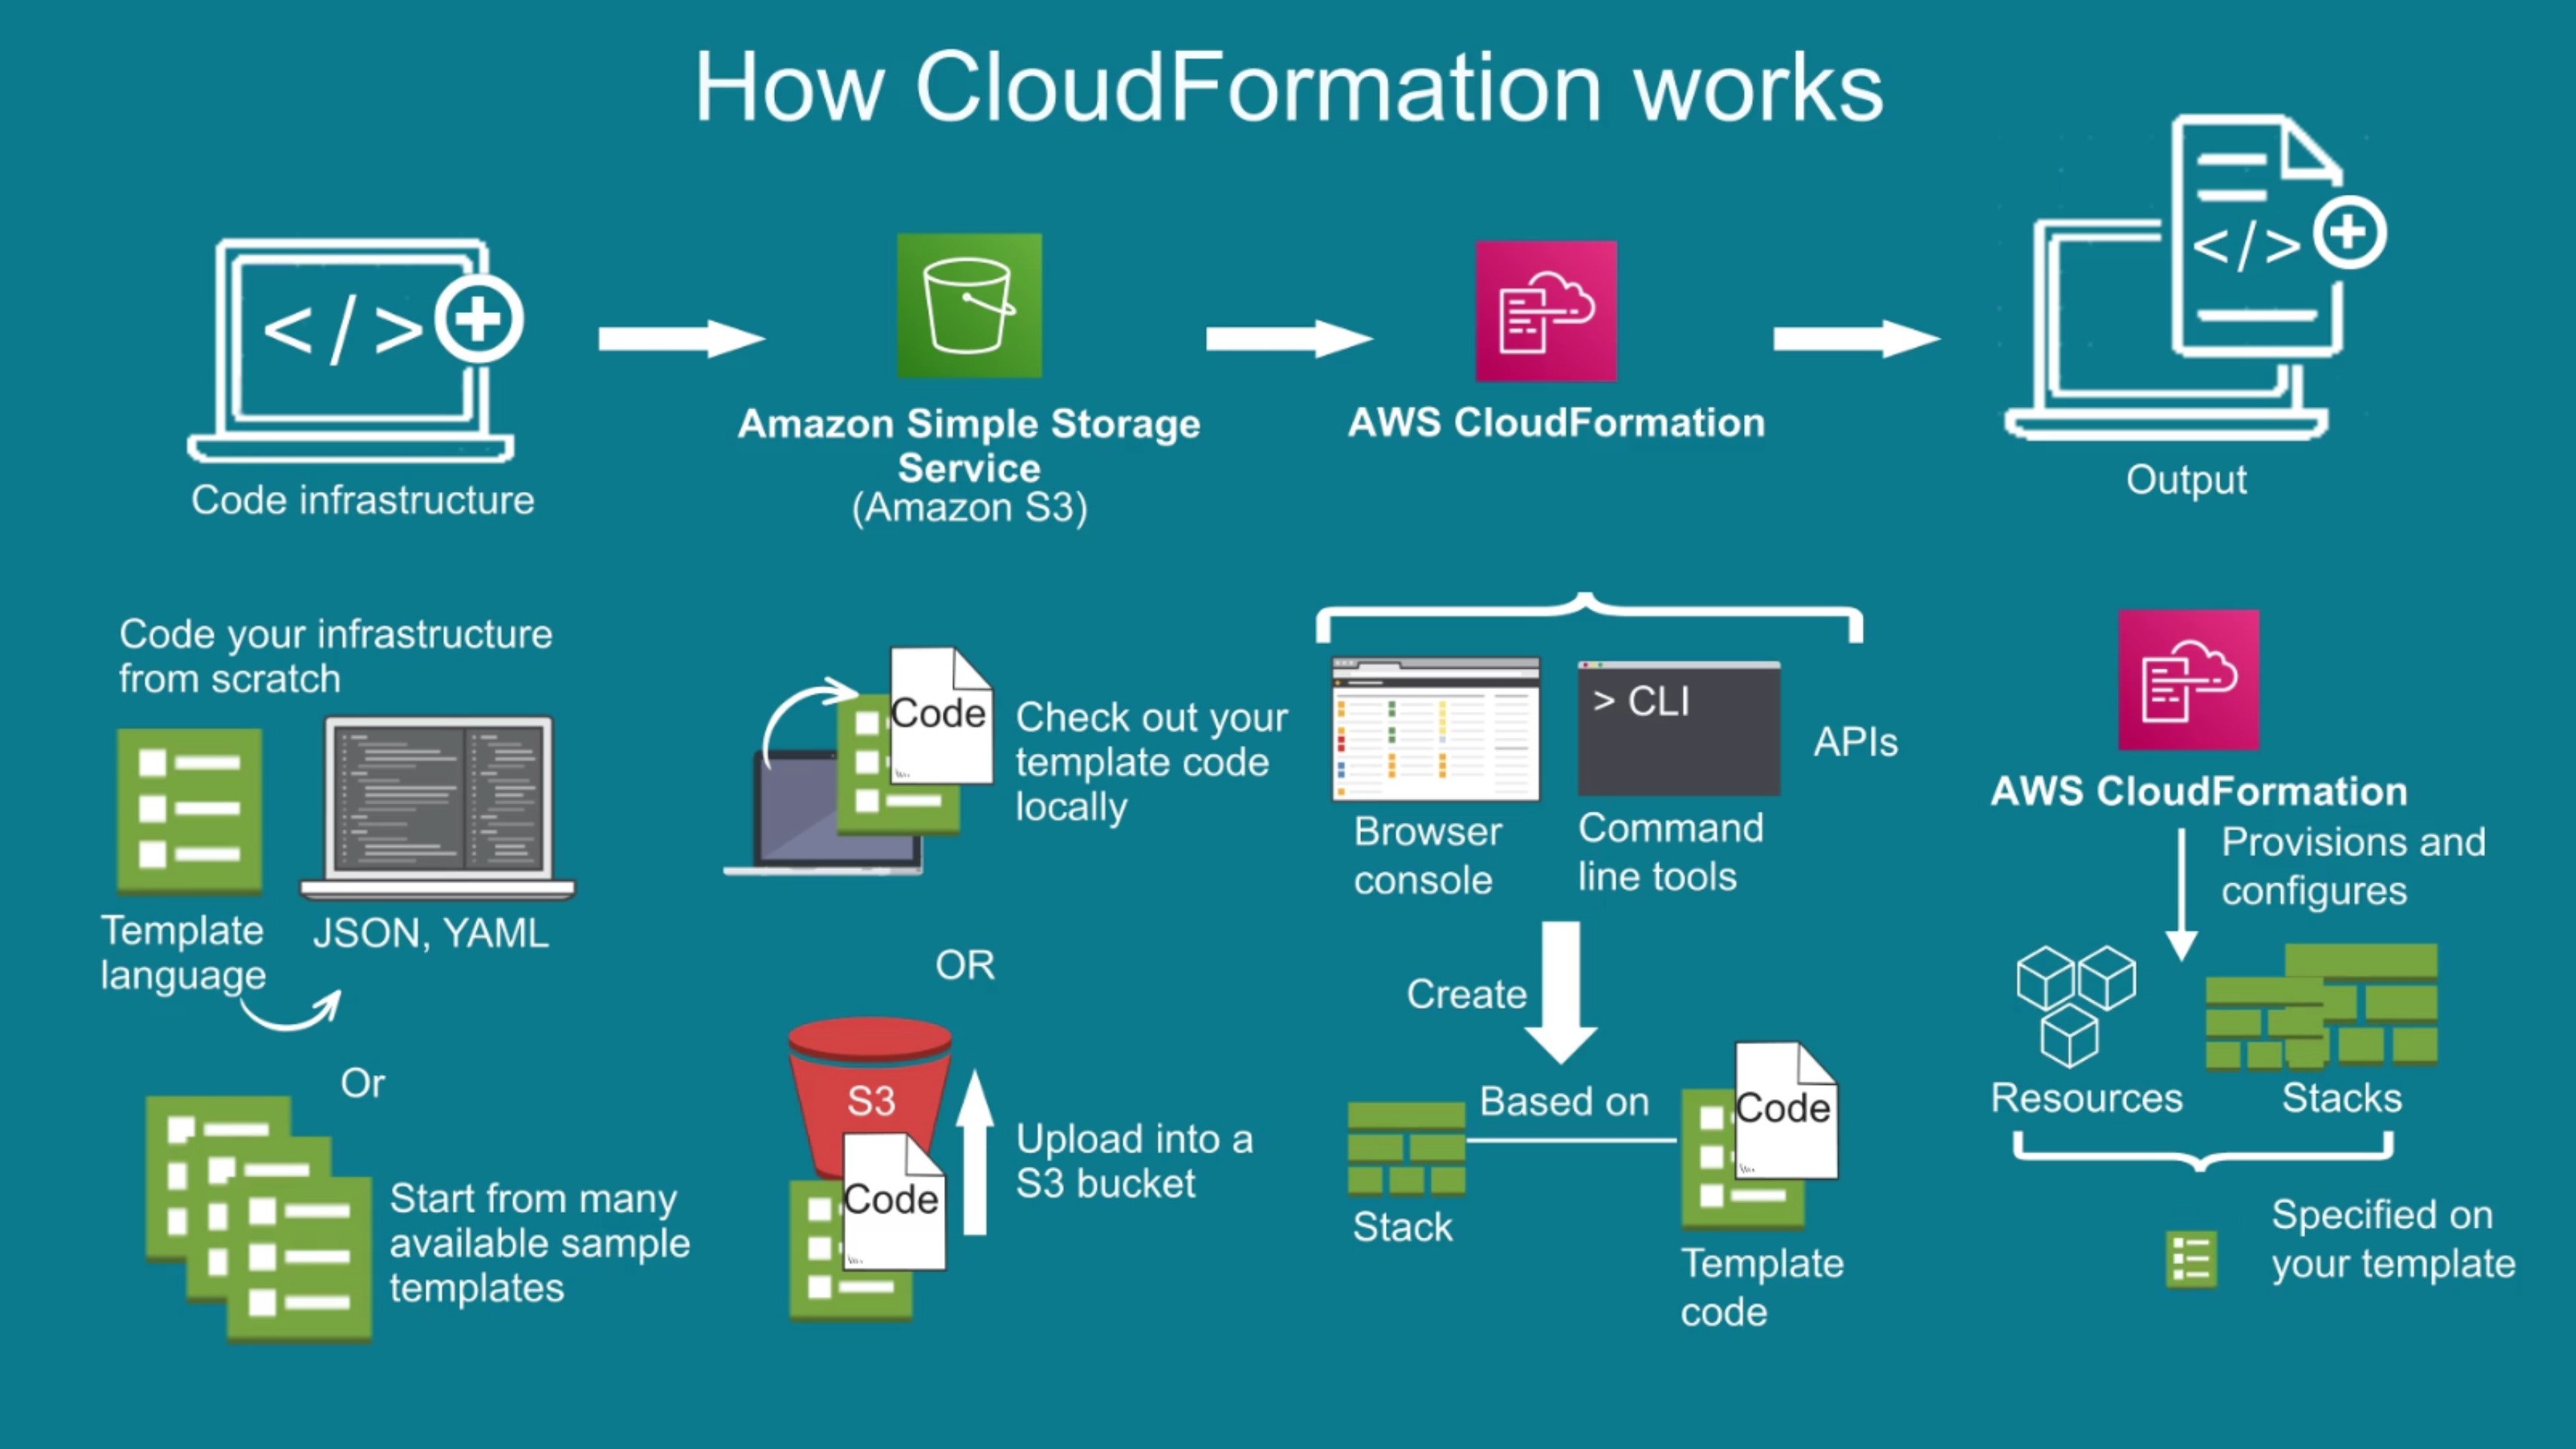 How CloudFormation works
Code infrastructure
Amazon Simple Storage
Service
(Amazon S3)
AWS CloudFormation
Output
Code your infrastructure
from scratch
Template
language
JSON, YAML
Or
Start from many
available sample
templates
Code
Check out your
template code
locally
OR
S3
Code
Upload into a
S3 bucket
Browser
console
> CLI
Command
line tools
APIs
Create
Based on
Stack
Code
Template
code
AWS CloudFormation
Provisions and
configures
Resources
Stacks
Specified on
your template